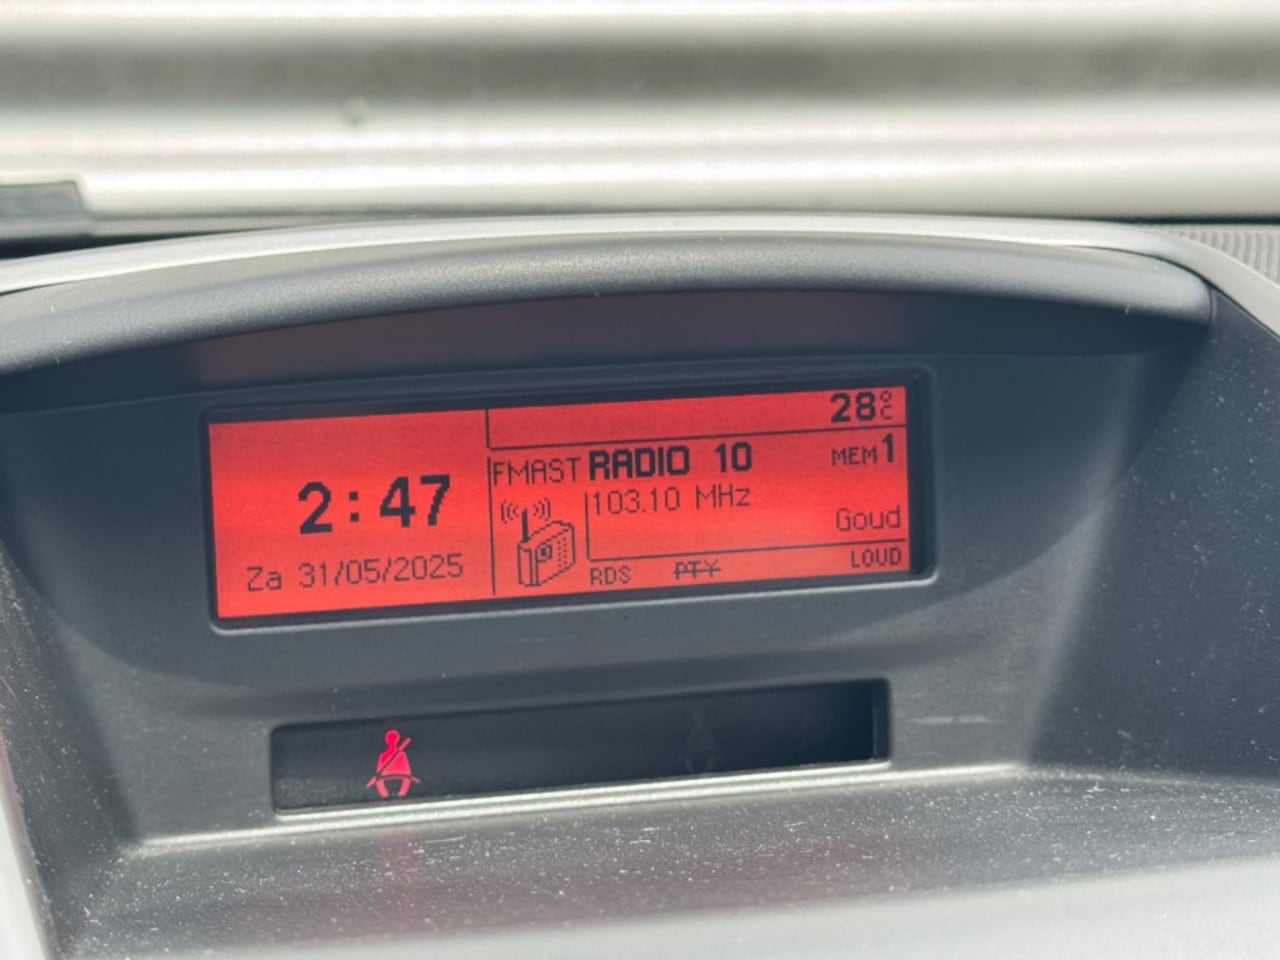 28°C
2:47
Za 31/05/2025
FMAST RADIO 10 MEM 1
103.10 MHz
Goud
RDS PTY LOUD